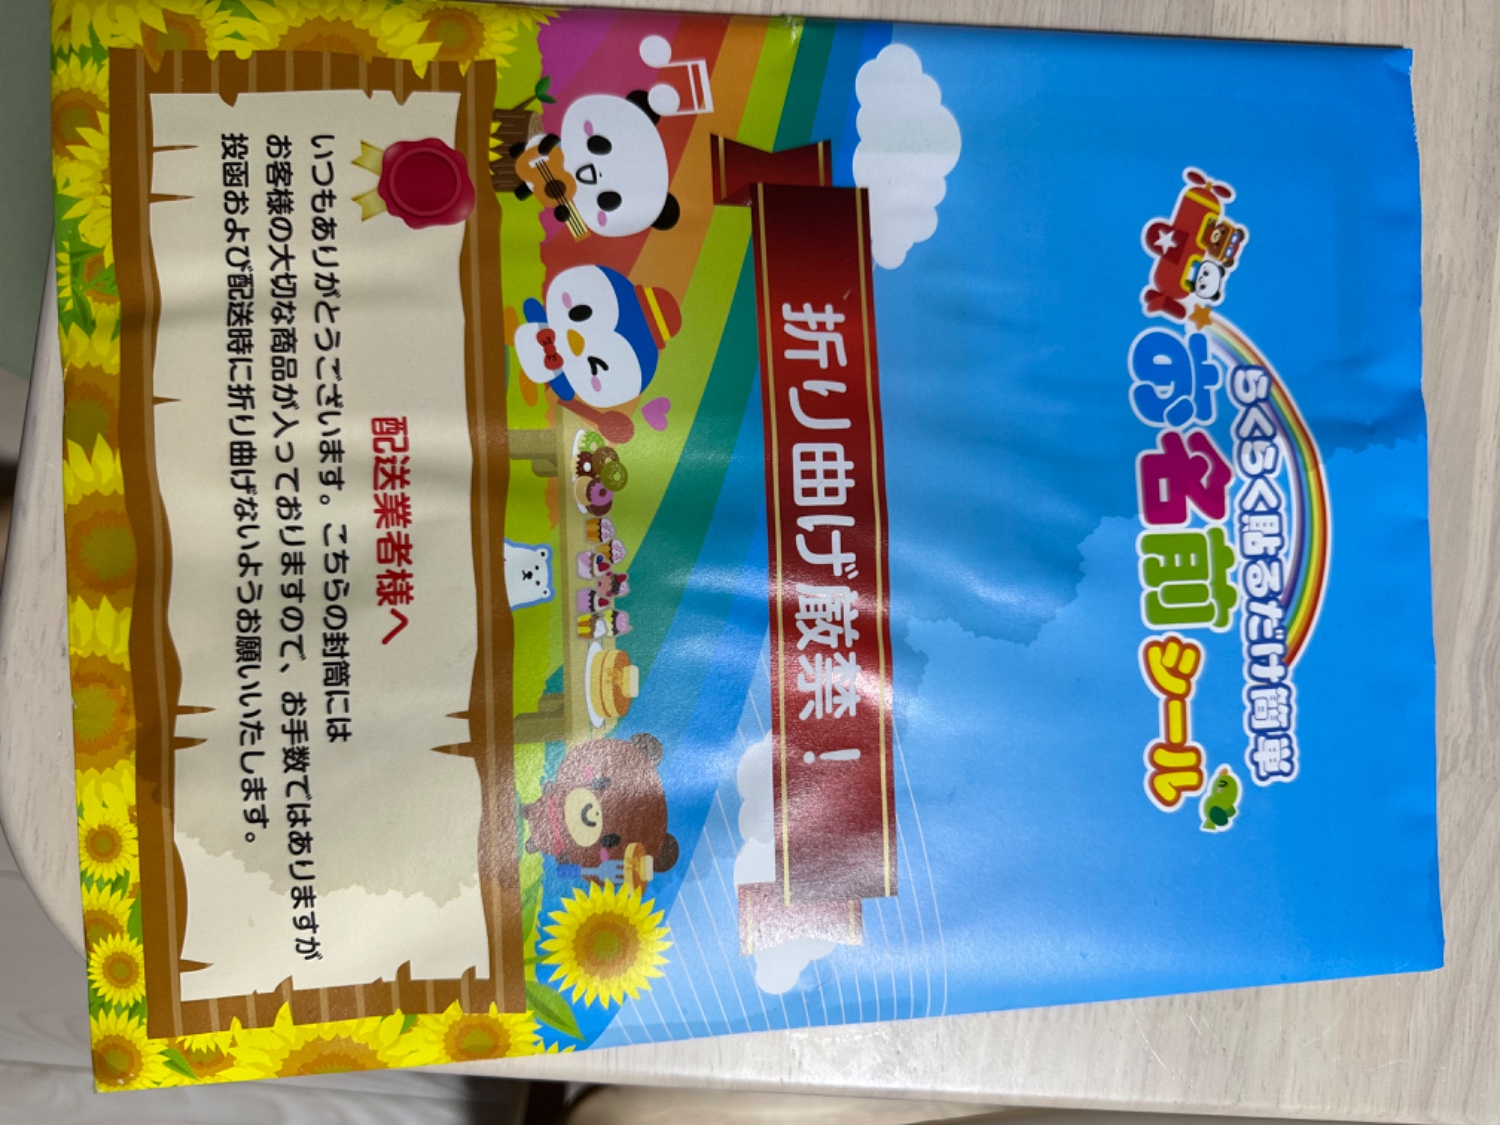 らくらく貼るだけ簡単
お名前シール
折り曲げ厳禁！
配送業者様へ
いつもありがとうございます。こちらの封筒には
お客様の大切な商品が入っておりますので、お手数ではありますが
投函および配送時に折り曲げないようお願いいたします。